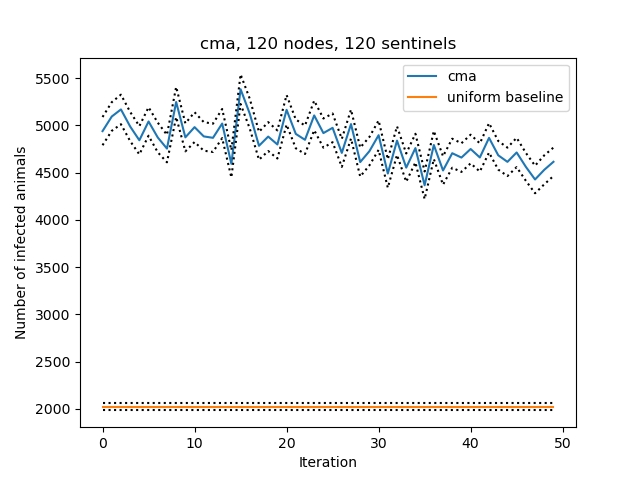 cma, 120 nodes, 120 sentinels
cma
uniform baseline
5500
5000
4500
4000
3500
3000
2500
2000
Number of infected animals
0 10 20 30 40 50
Iteration